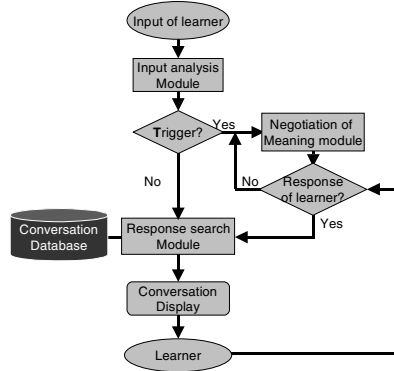 Input of learner
Input analysis
Module
Trigger?
Yes
Negotiation of
Meaning module
No
No
Response
of learner?
Yes
Conversation
Database
Response search
Module
Conversation
Display
Learner